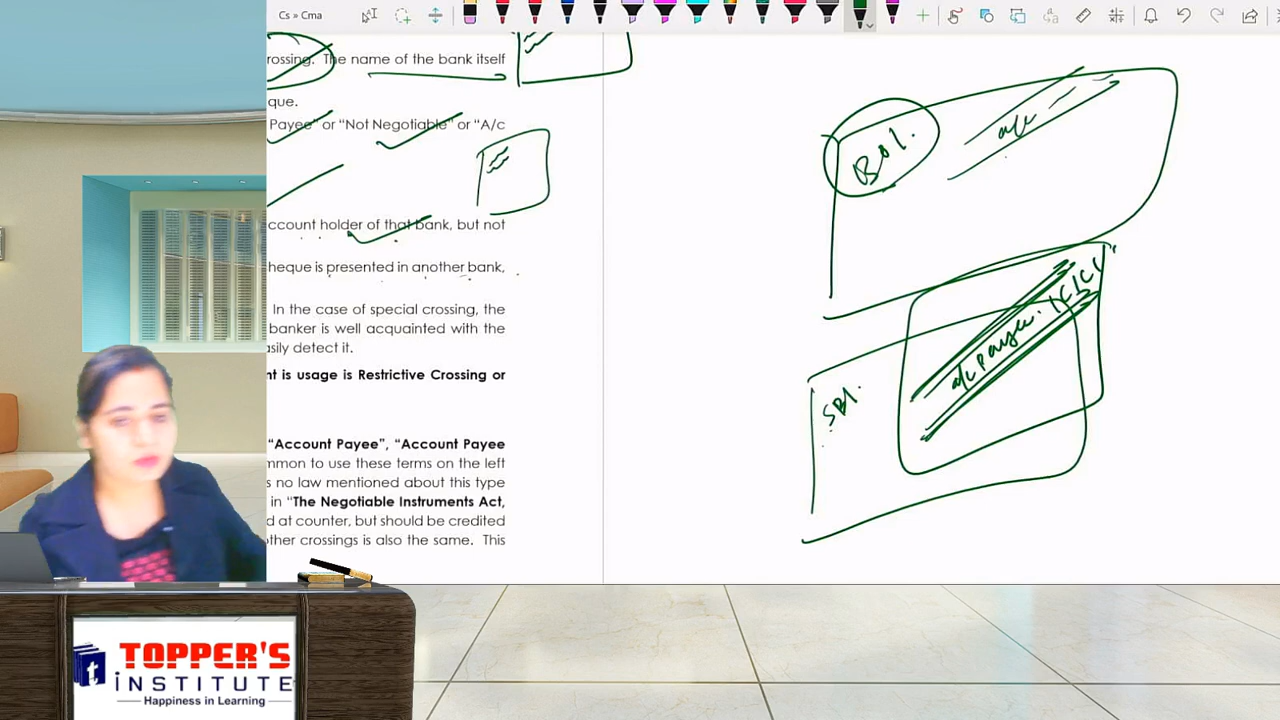 Cs » Cma
rossing. The name of the bank itself
que.
Payee" or "Not Negotiable" or "A/c
ccount holder of that bank, but not
heque is presented in another bank,
In the case of special crossing, the
banker is well acquainted with the
asily detect it.
nt is usage is Restrictive Crossing or
"Account Payee", "Account Payee
mmon to use these terms on the left
s no law mentioned about this type
in "The Negotiable Instruments Act,
d at counter, but should be credited
other crossings is also the same. This
a/c
SBI.
a/c payee.
t
TOPPER'S
INSTITUTE
Happiness in Learning